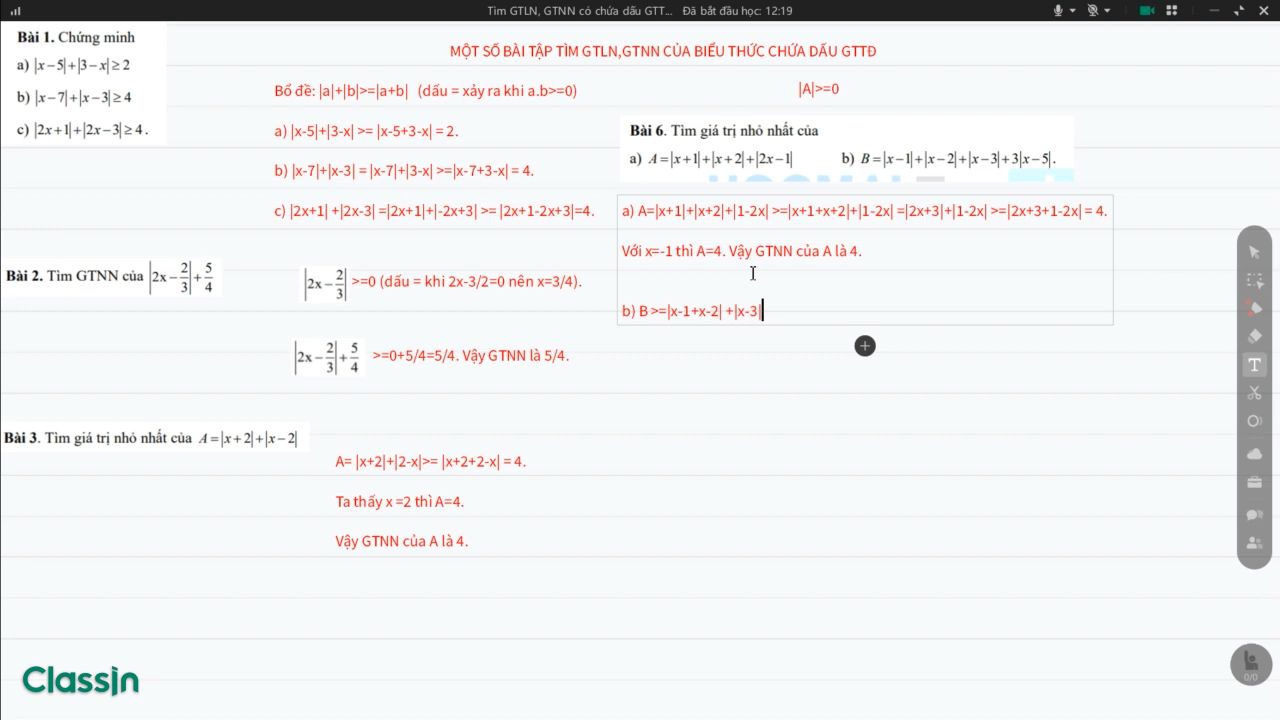 Tìm GTLN, GTNN có chứa dấu GTT... Đã bắt đầu học: 12:19
MỘT SỐ BÀI TẬP TÌM GTLN,GTNN CỦA BIỂU THỨC CHỨA DẤU GTTĐ
Bài 1. Chứng minh
a) |x−5|+|3−x|≥2
b) |x−7|+|x−3|≥4
c) |2x+1|+|2x−3|≥4.
Bổ đề: |a|+|b|>=|a+b| (dấu = xảy ra khi a.b>=0)
a) |x-5|+|3-x| >= |x-5+3-x| = 2.
b) |x-7|+|x-3| = |x-7|+|3-x| >=|x-7+3-x| = 4.
c) |2x+1| +|2x-3| =|2x+1|+|-2x+3| >= |2x+1-2x+3|=4.
Bài 2. Tìm GTNN của |2x−2/3|+5/4
|2x−2/3| >=0 (dấu = khi 2x-3/2=0 nên x=3/4).
|2x−2/3|+5/4 >=0+5/4=5/4. Vậy GTNN là 5/4.
Bài 3. Tìm giá trị nhỏ nhất của A=|x+2|+|x−2|
A= |x+2|+|2-x|>= |x+2+2-x| = 4.
Ta thấy x =2 thì A=4.
Vậy GTNN của A là 4.
|A|>=0
Bài 6. Tìm giá trị nhỏ nhất của
a) A=|x+1|+|x+2|+|2x−1| b) B=|x−1|+|x−2|+|x−3|+3|x−5|.
a) A=|x+1|+|x+2|+|1-2x| >=|x+1+x+2|+|1-2x| =|2x+3|+|1-2x| >=|2x+3+1-2x| = 4.
Với x=-1 thì A=4. Vậy GTNN của A là 4.
b) B >=|x-1+x-2| +|x-3|
ClassIn
0/0